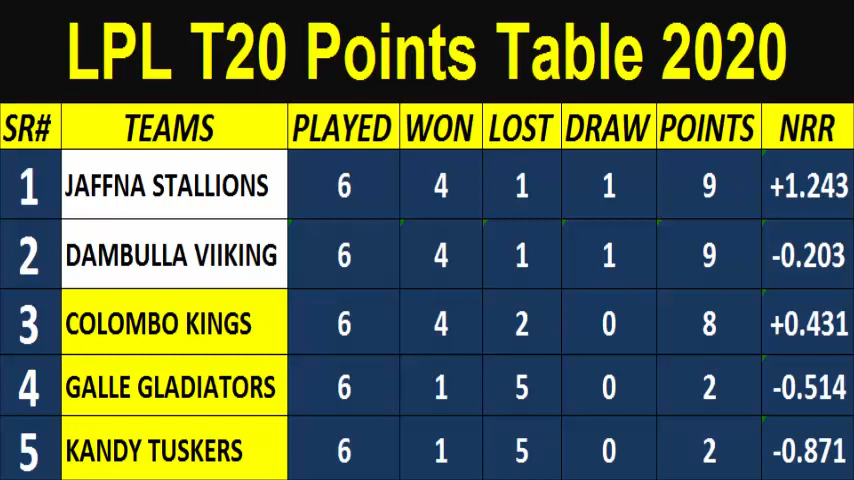 LPL T20 Points Table 2020
SR# TEAMS PLAYED WON LOST DRAW POINTS NRR
1 JAFFNA STALLIONS 6 4 1 1 9 +1.243
2 DAMBULLA VIIKING 6 4 1 1 9 -0.203
3 COLOMBO KINGS 6 4 2 0 8 +0.431
4 GALLE GLADIATORS 6 1 5 0 2 -0.514
5 KANDY TUSKERS 6 1 5 0 2 -0.871